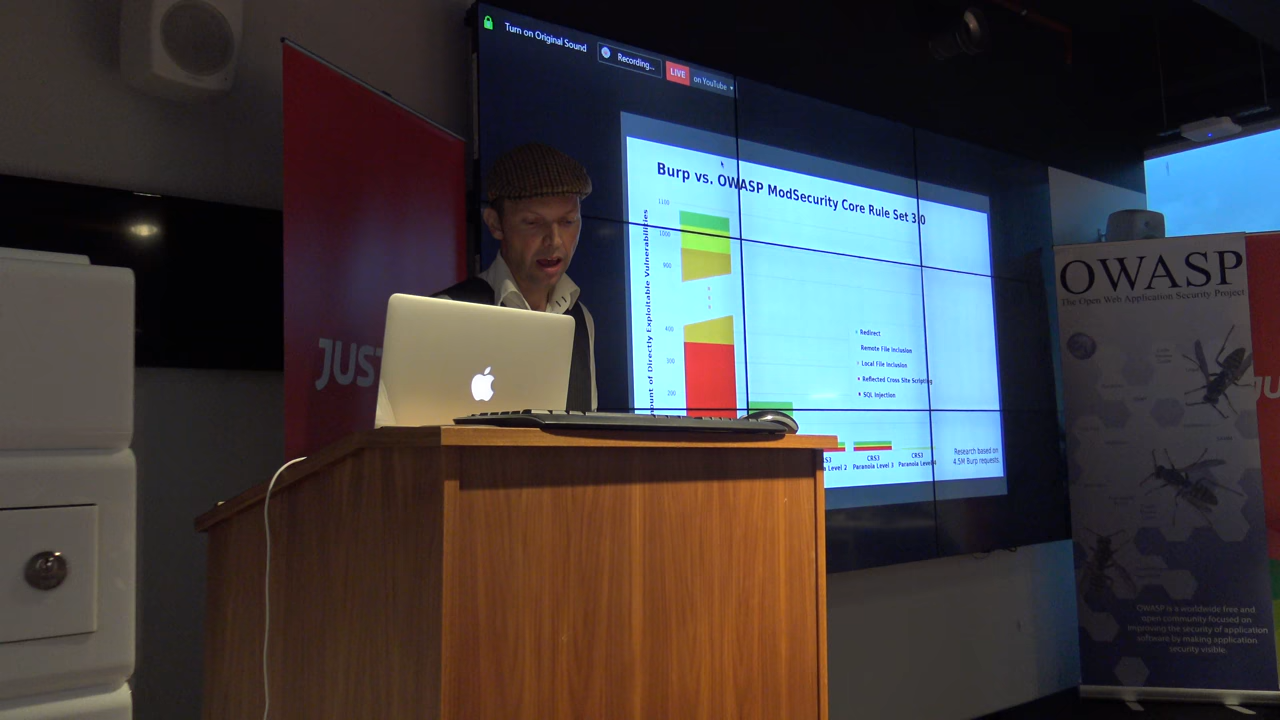 Turn on Original Sound
Recording...
LIVE on YouTube
Burp vs. OWASP ModSecurity Core Rule Set 3.0
1100
1000
900
400
300
200
ount of Directly Exploitable Vulnerabilities
Redirect
Remote File Inclusion
Local File Inclusion
Reflected Cross Site Scripting
SQL Injection
Level 2
CRS3
Paranoia Level 3
CRS3
Paranoia Level 4
Research based on
4.5M Burp requests.
JUS
OWASP
The Open Web Application Security Project
OWASP is a worldwide free and
open community focused on
improving the security of application
software by making application
security visible.
JU